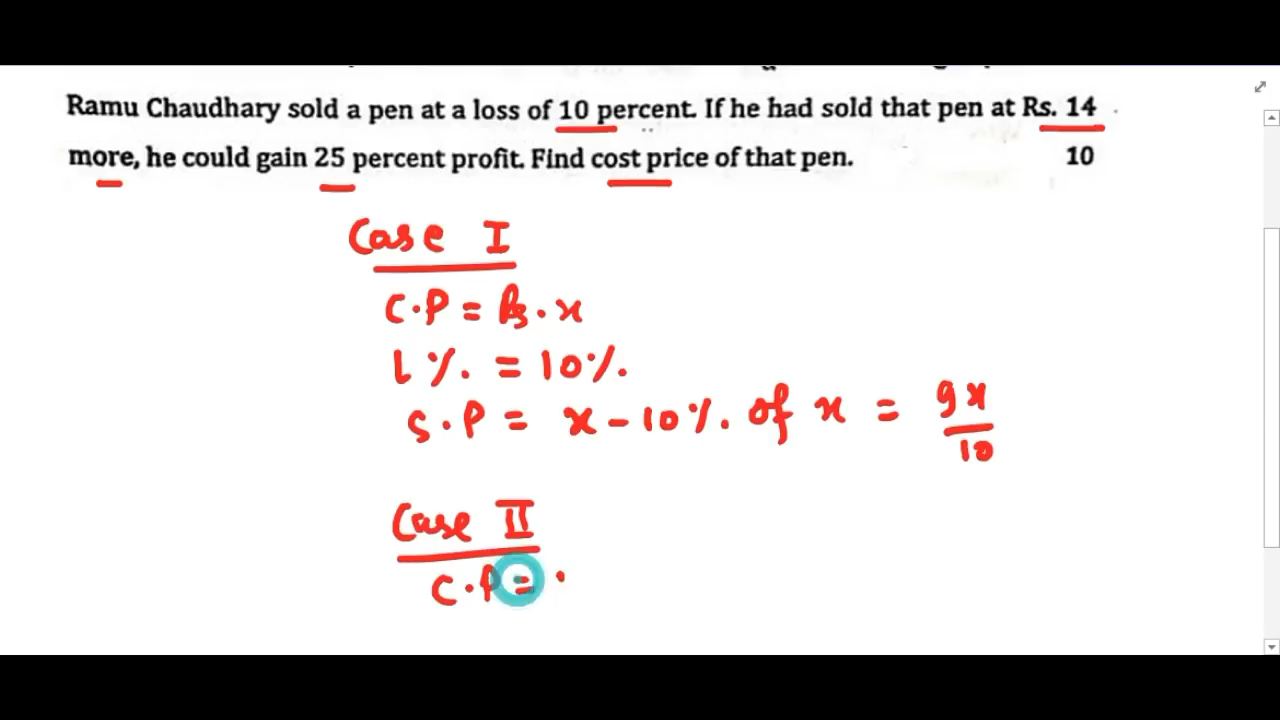 Ramu Chaudhary sold a pen at a loss of 10 percent. If he had sold that pen at Rs. 14
more, he could gain 25 percent profit. Find cost price of that pen. 10
Case I
C.P = Rs. x
L %. = 10%.
S.P = x - 10%. of x = 9x/10
Case II
C.P =